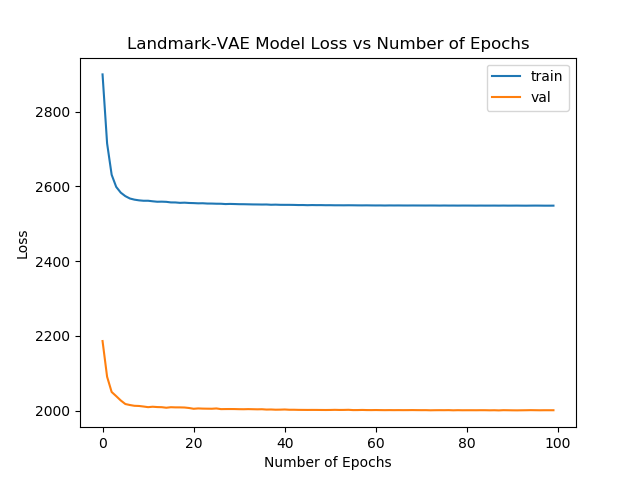 Landmark-VAE Model Loss vs Number of Epochs
train
val
2800
2600
2400
2200
2000
Loss
0 20 40 60 80 100
Number of Epochs